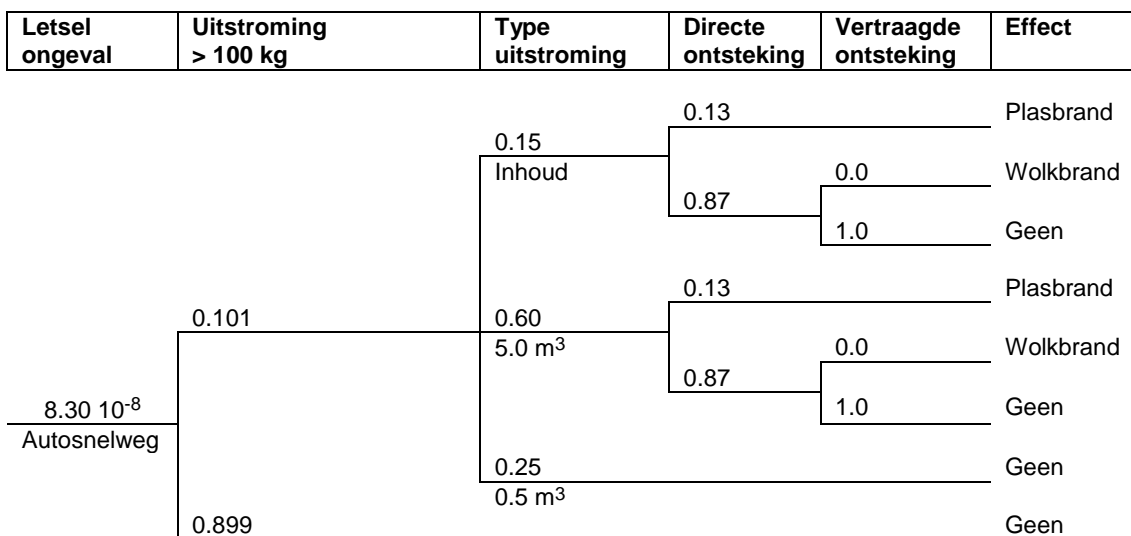 Letsel ongeval Uitstroming > 100 kg Type uitstroming Directe ontsteking Vertraagde ontsteking Effect
0.13 Plasbrand
0.15
Inhoud 0.0 Wolkbrand
0.87
1.0 Geen
0.13 Plasbrand
0.101 0.60
5.0 m³ 0.0 Wolkbrand
0.87
8.30 10⁻⁸ 1.0 Geen
Autosnelweg
0.25 Geen
0.5 m³
0.899 Geen